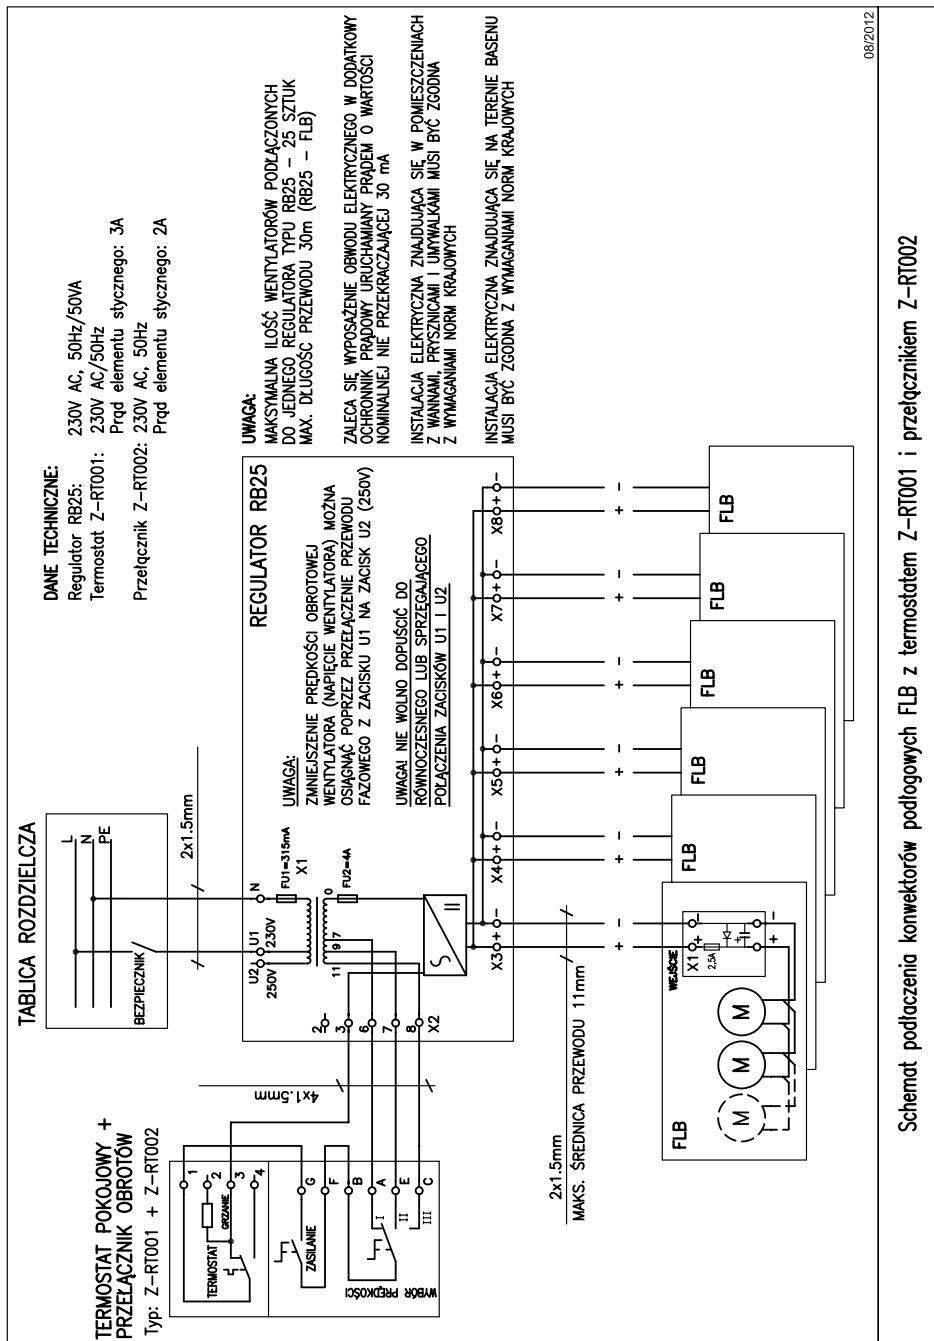 TABLICA ROZDZIELCZA
L
N
PE
BEZPIECZNIK
2x1.5mm
DANE TECHNICZNE:
Regulator RB25: 230V AC, 50Hz/50VA
Termostat Z-RT001: 230V AC/50Hz
Prąd elementu stycznego: 3A
Przełącznik Z-RT002: 230V AC, 50Hz
Prąd elementu stycznego: 2A
TERMOSTAT POKOJOWY +
PRZEŁĄCZNIK OBROTÓW
Typ: Z-RT001 + Z-RT002
TERMOSTAT
GRZANIE
1
2
3
4
ZASILANIE
G
F
B
A
E
C
I
II
III
WYBÓR PRĘDKOŚCI
4x1.5mm
REGULATOR RB25
U2
U1
N
250V
230V
FU1=315mA
X1
FU2=4A
11
9
7
0
2
3
6
7
8
X2
UWAGA:
ZMNIEJSZENIE PRĘDKOŚCI OBROTOWEJ
WENTYLATORA (NAPIĘCIE WENTYLATORA) MOŻNA
OSIĄGNĄĆ POPRZEZ PRZEŁĄCZENIE PRZEWODU
FAZOWEGO Z ZACISKU U1 NA ZACISK U2 (250V)
UWAGA! NIE WOLNO DOPUŚCIĆ DO
RÓWNOCZESNEGO LUB SPRZĘGAJĄCEGO
POŁĄCZENIA ZACISKÓW U1 I U2
X3 + -
X4 + -
X5 + -
X6 + -
X7 + -
X8 + -
UWAGA:
MAKSYMALNA ILOŚĆ WENTYLATORÓW PODŁĄCZONYCH
DO JEDNEGO REGULATORA TYPU RB25 - 25 SZTUK
MAX. DŁUGOŚC PRZEWODU 30m (RB25 - FLB)
ZALECA SIĘ WYPOSAŻENIE OBWODU ELEKTRYCZNEGO W DODATKOWY
OCHRONNIK PRĄDOWY URUCHAMIANY PRĄDEM O WARTOŚCI
NOMINALNEJ NIE PRZEKRACZAJĄCEJ 30 mA
INSTALACJA ELEKTRYCZNA ZNAJDUJĄCA SIĘ W POMIESZCZENIACH
Z WANNAMI, PRYSZNICAMI I UMYWALKAMI MUSI BYĆ ZGODNA
Z WYMAGANIAMI NORM KRAJOWYCH
INSTALACJA ELEKTRYCZNA ZNAJDUJĄCA SIĘ NA TERENIE BASENU
MUSI BYĆ ZGODNA Z WYMAGANIAMI NORM KRAJOWYCH
2x1.5mm
MAKS. ŚREDNICA PRZEWODU 11mm
+ -
+ -
+ -
+ -
+ -
+ -
FLB
M
M
M
WEJŚCIE
X1 + -
2,5A
+
+ -
FLB
FLB
FLB
FLB
FLB
08/2012
Schemat podłaczenia konwektorów podłogowych FLB z termostatem Z-RT001 i przełącznikiem Z-RT002